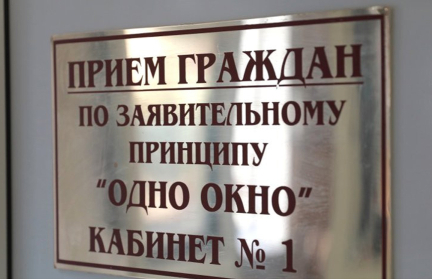 ПРИЕМ ГРАЖДАН
ПО ЗАЯВИТЕЛЬНОМУ
ПРИНЦИПУ
"ОДНО ОКНО"
КАБИНЕТ № 1